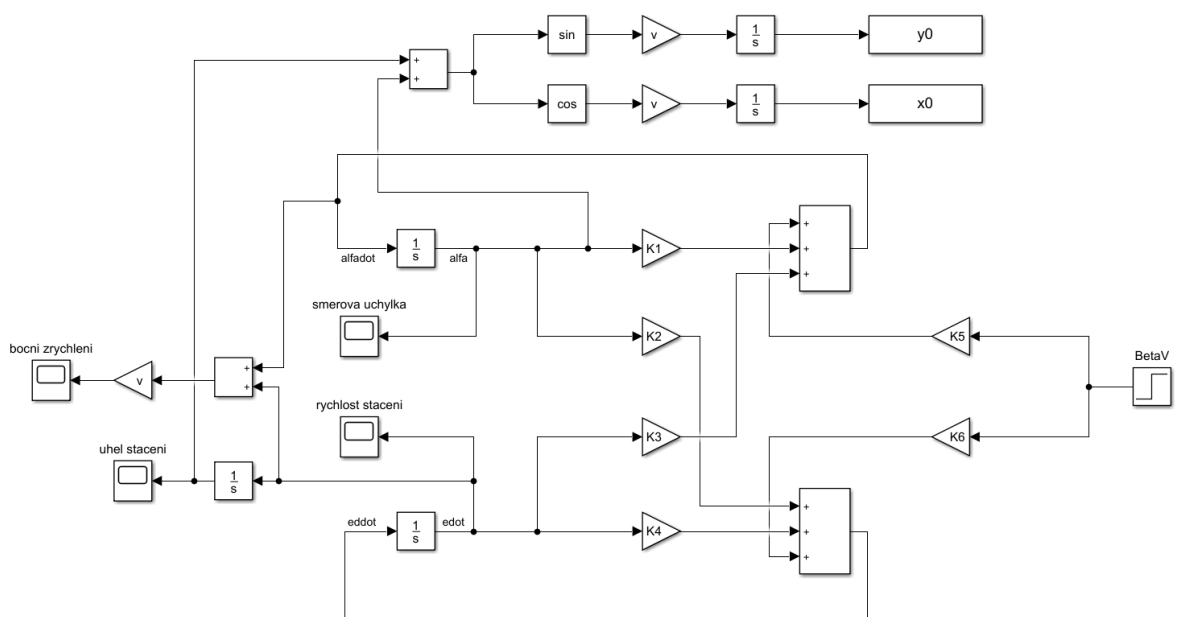 sin
v
1
s
y0
+
+
cos
v
1
s
x0
alfadot
1
s
alfa
K1
+
+
+
smerova uchylka
K2
K5
bocni zrychleni
v
+
+
BetaV
rychlost staceni
K3
K6
uhel staceni
1
s
eddot
1
s
edot
K4
+
+
+